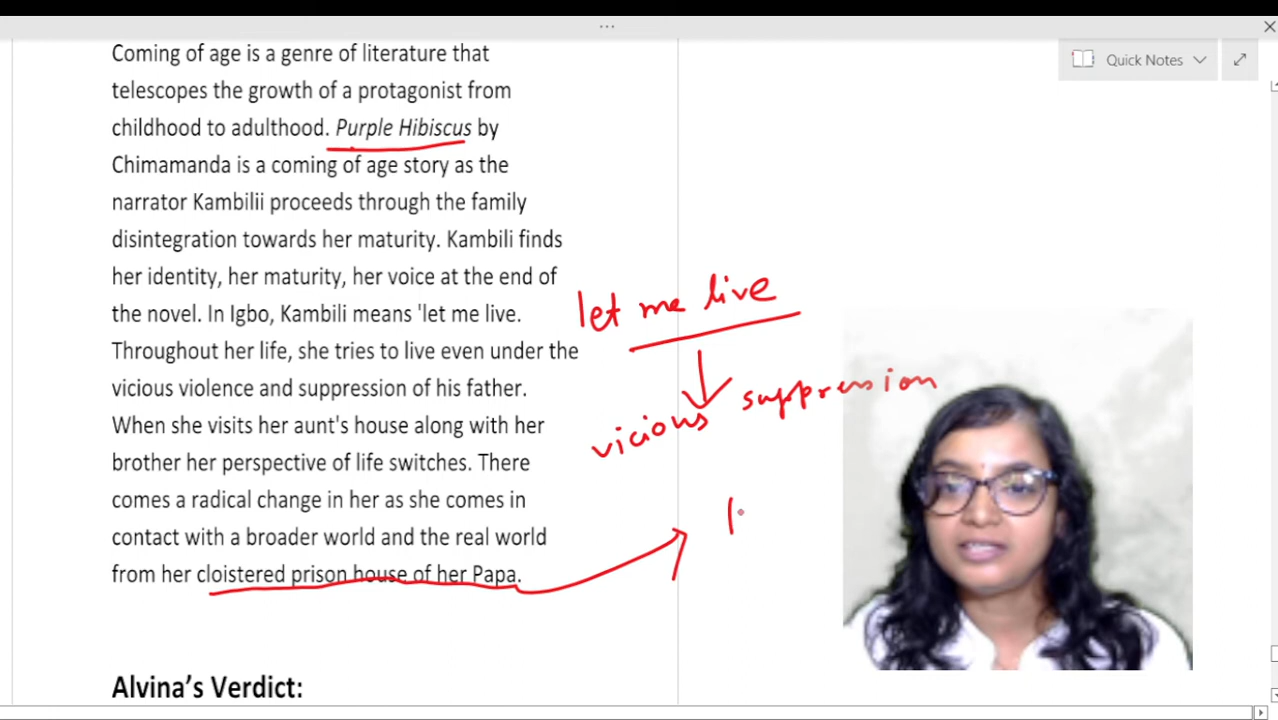 Quick Notes
Coming of age is a genre of literature that
telescopes the growth of a protagonist from
childhood to adulthood. Purple Hibiscus by
Chimamanda is a coming of age story as the
narrator Kambilii proceeds through the family
disintegration towards her maturity. Kambili finds
her identity, her maturity, her voice at the end of
the novel. In Igbo, Kambili means 'let me live.
Throughout her life, she tries to live even under the
vicious violence and suppression of his father.
When she visits her aunt's house along with her
brother her perspective of life switches. There
comes a radical change in her as she comes in
contact with a broader world and the real world
from her cloistered prison house of her Papa.
let me live
vicious suppression
Alvina's Verdict: